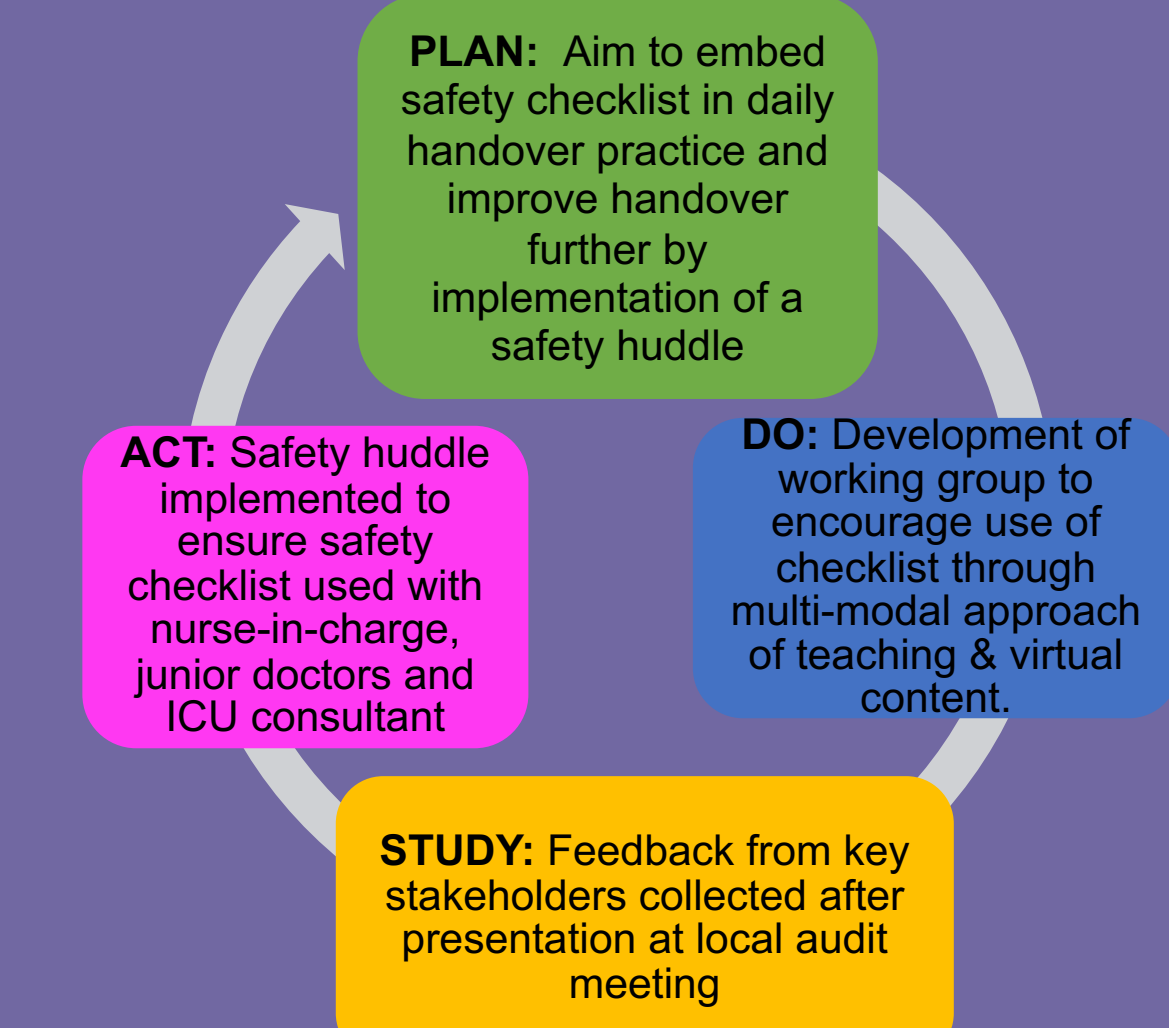 PLAN:  Aim to embed
safety checklist in daily
handover practice and
improve handover
further by
implementation of a
safety huddle
DO: Development of
working group to
encourage use of
checklist through
multi-modal approach
of teaching & virtual
content.
STUDY: Feedback from key
stakeholders collected after
presentation at local audit
meeting
ACT: Safety huddle
implemented to
ensure safety
checklist used with
nurse-in-charge,
junior doctors and
ICU consultant